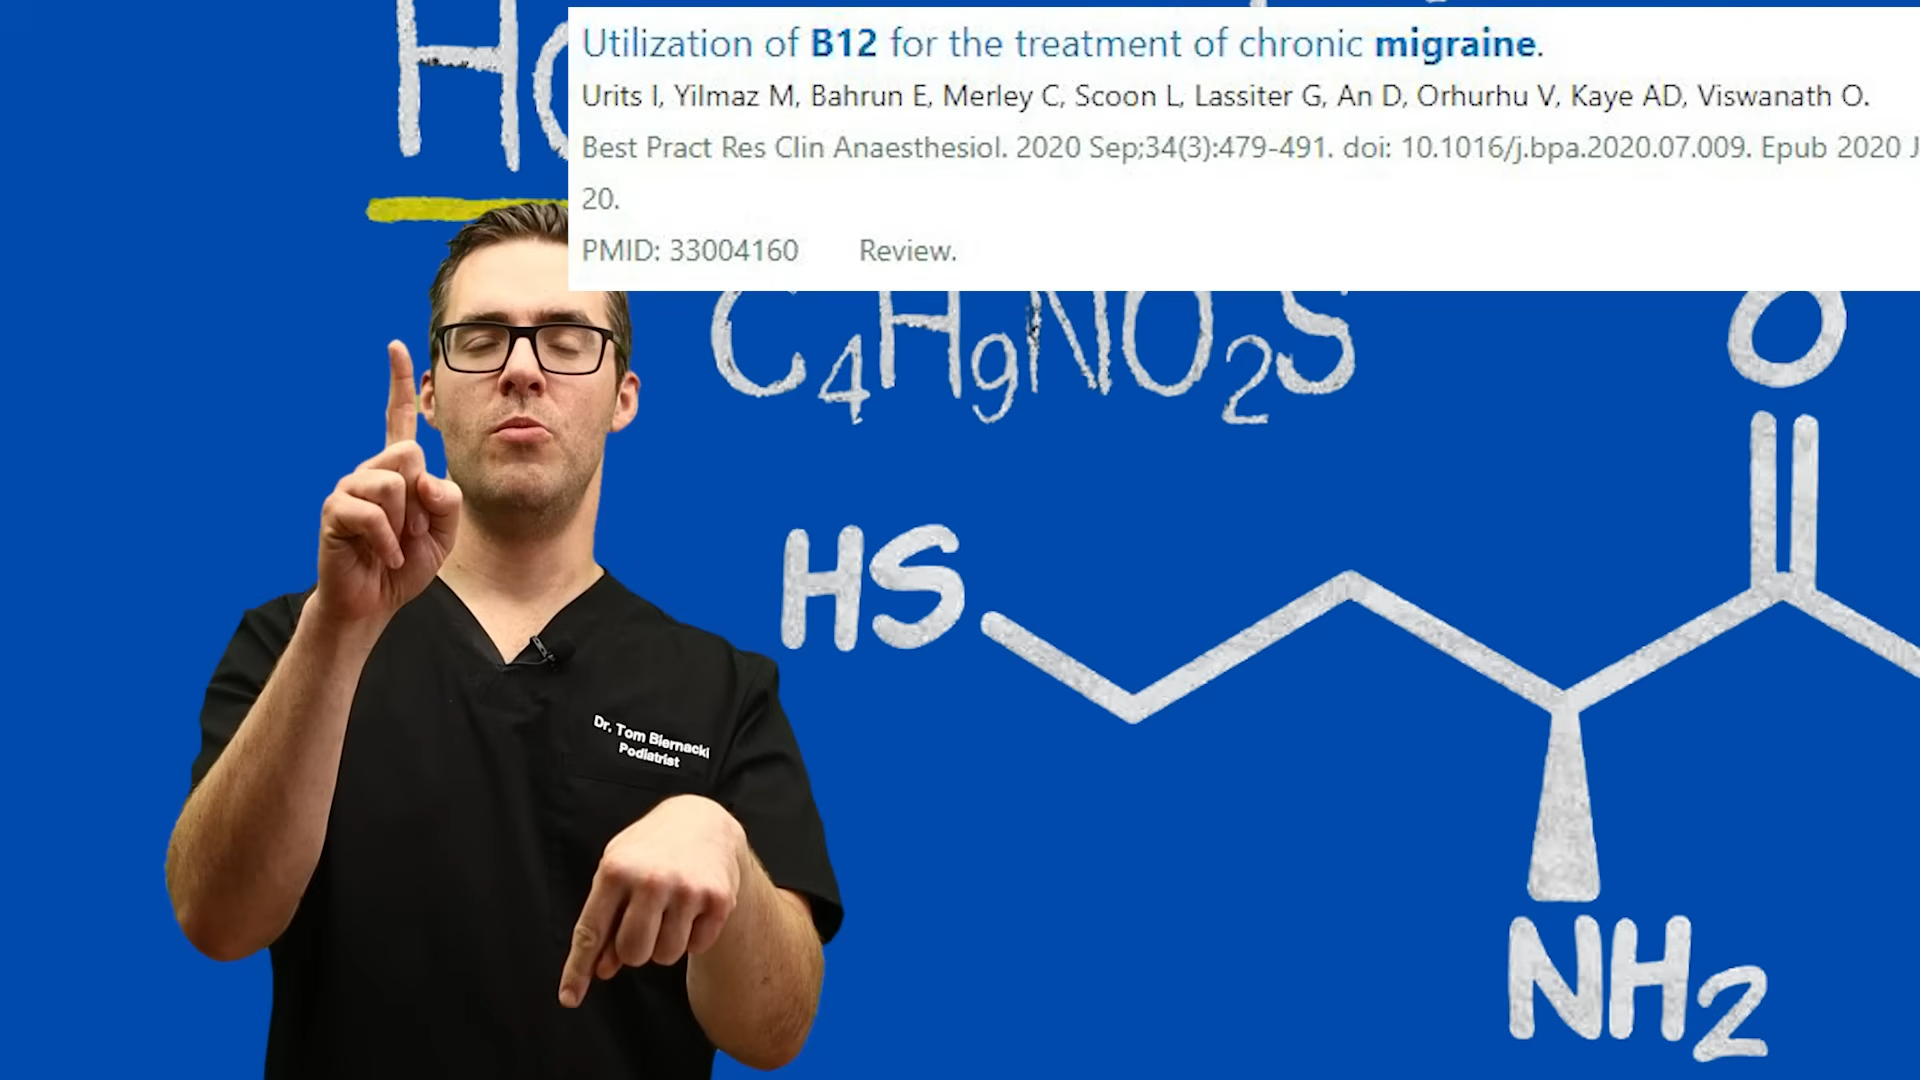 Utilization of B12 for the treatment of chronic migraine.
Urits I, Yilmaz M, Bahrun E, Merley C, Scoon L, Lassiter G, An D, Orhurhu V, Kaye AD, Viswanath O.
Best Pract Res Clin Anaesthesiol. 2020 Sep;34(3):479-491. doi: 10.1016/j.bpa.2020.07.009. Epub 2020 J
20.
PMID: 33004160 Review.
C₄H₉NO₂S
O
HS
Dr. Tom Biernacki
Podiatrist
NH₂